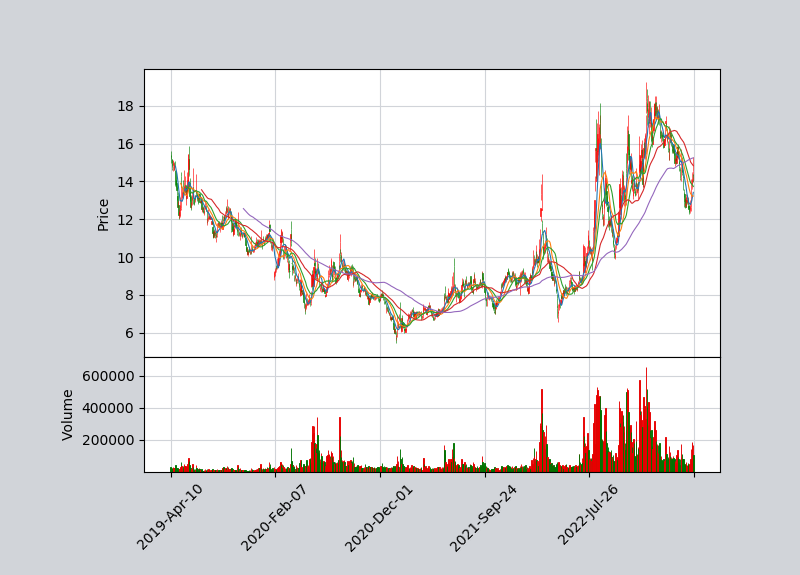 Price
18
16
14
12
10
8
6
Volume
600000
400000
200000
2019-Apr-10
2020-Feb-07
2020-Dec-01
2021-Sep-24
2022-Jul-26